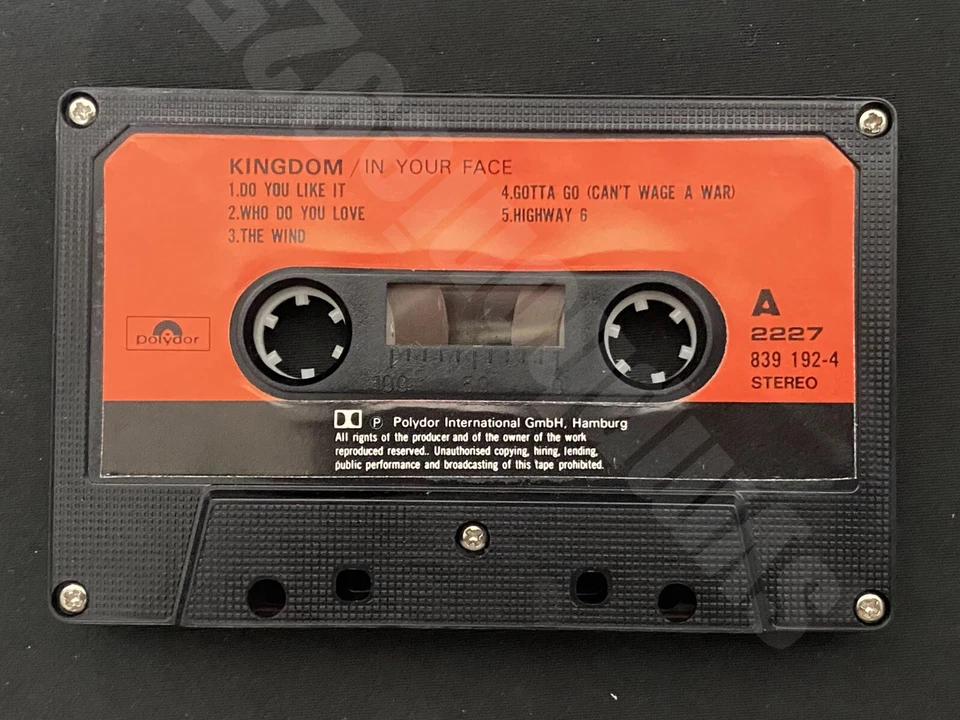 KINGDOM / IN YOUR FACE
1.DO YOU LIKE IT
2.WHO DO YOU LOVE
3.THE WIND
4.GOTTA GO (CAN'T WAGE A WAR)
5.HIGHWAY 6
polydor
A
2227
839 192-4
STEREO
100 50 0
℗ Polydor International GmbH, Hamburg
All rights of the producer and of the owner of the work
reproduced reserved.. Unauthorised copying, hiring, lending,
public performance and broadcasting of this tape prohibited.